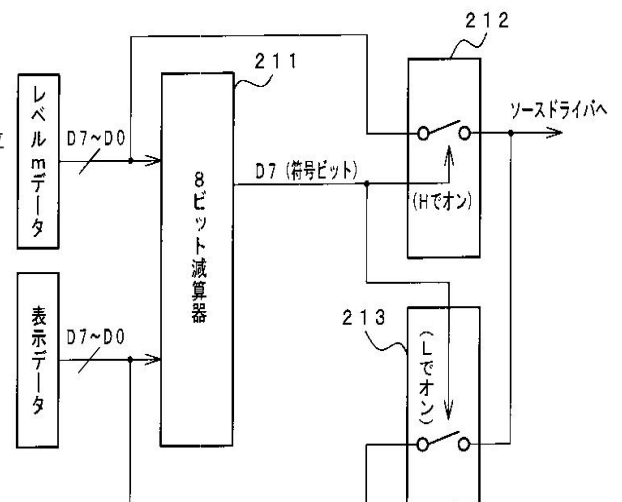 211
212
ソースドライバへ
レベルmデータ
D7~D0
8ビット減算器
D7(符号ビット)
(Hでオン)
表示データ
D7~D0
213
(Lでオン)